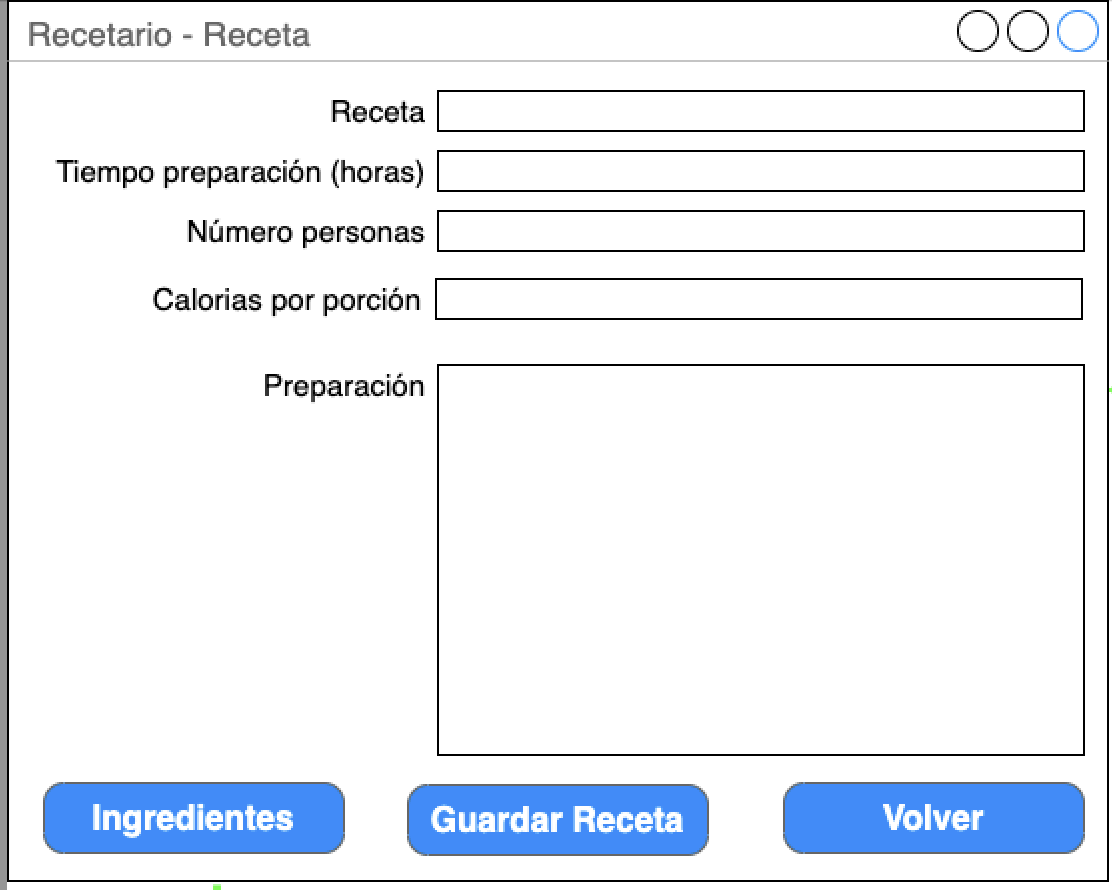 Recetario - Receta
Receta
Tiempo preparación (horas)
Número personas
Calorias por porción
Preparación
Ingredientes
Guardar Receta
Volver